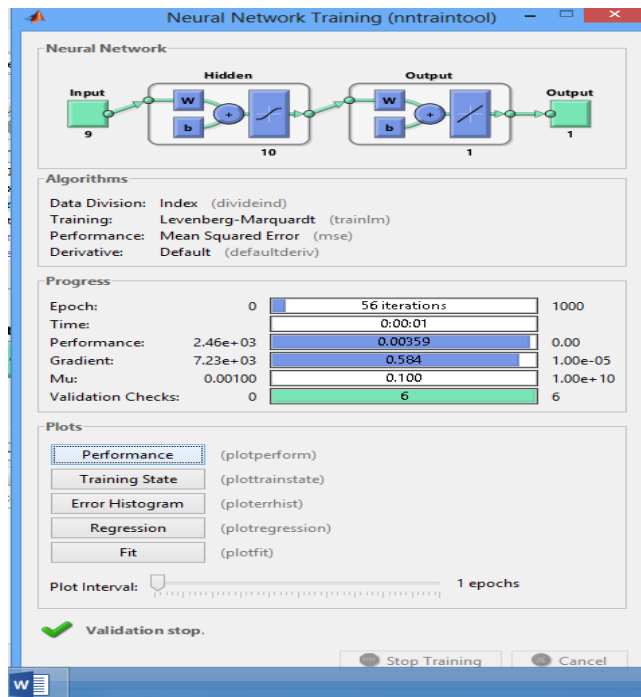 Neural Network Training (nntraintool)
Neural Network
Hidden Output
Input Output
W W
+ +
b b
9 10 1 1
Algorithms
Data Division: Index (divideind)
Training: Levenberg-Marquardt (trainlm)
Performance: Mean Squared Error (mse)
Derivative: Default (defaultderiv)
Progress
Epoch: 0 56 iterations 1000
Time: 0:00:01
Performance: 2.46e+03 0.00359 0.00
Gradient: 7.23e+03 0.584 1.00e-05
Mu: 0.00100 0.100 1.00e+10
Validation Checks: 0 6 6
Plots
Performance (plotperform)
Training State (plottrainstate)
Error Histogram (ploterrhist)
Regression (plotregression)
Fit (plotfit)
Plot Interval: 1 epochs
Validation stop.
Stop Training Cancel
W